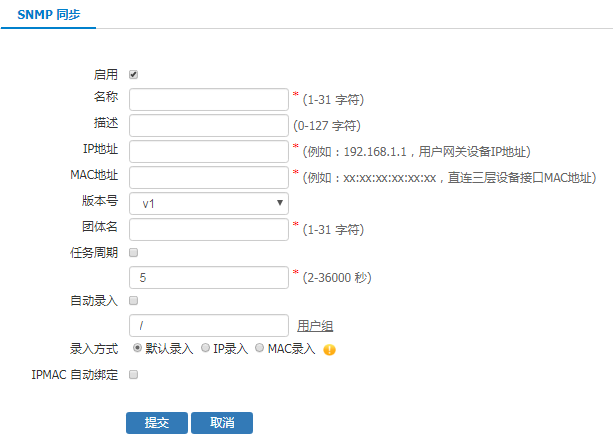 SNMP 同步
启用
名称 * (1-31 字符)
描述 (0-127 字符)
IP地址 * (例如：192.168.1.1，用户网关设备IP地址)
MAC地址 * (例如：xx:xx:xx:xx:xx:xx，直连三层设备接口MAC地址)
版本号 v1
团体名 * (1-31 字符)
任务周期
5 * (2-36000 秒)
自动录入
/ 用户组
录入方式 默认录入 IP录入 MAC录入
IPMAC 自动绑定
提交 取消